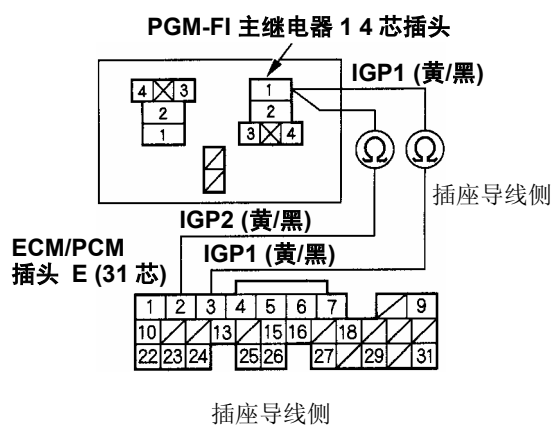 PGM-FI 主继电器 1 4 芯插头
IGP1 (黄/黑)
4 3
2
1
1
2
3 4
Ω Ω
插座导线侧
IGP2 (黄/黑)
ECM/PCM
插头 E (31 芯)
IGP1 (黄/黑)
1 2 3 4 5 6 7 9
10 13 15 16 18
22 23 24 25 26 27 29 31
插座导线侧